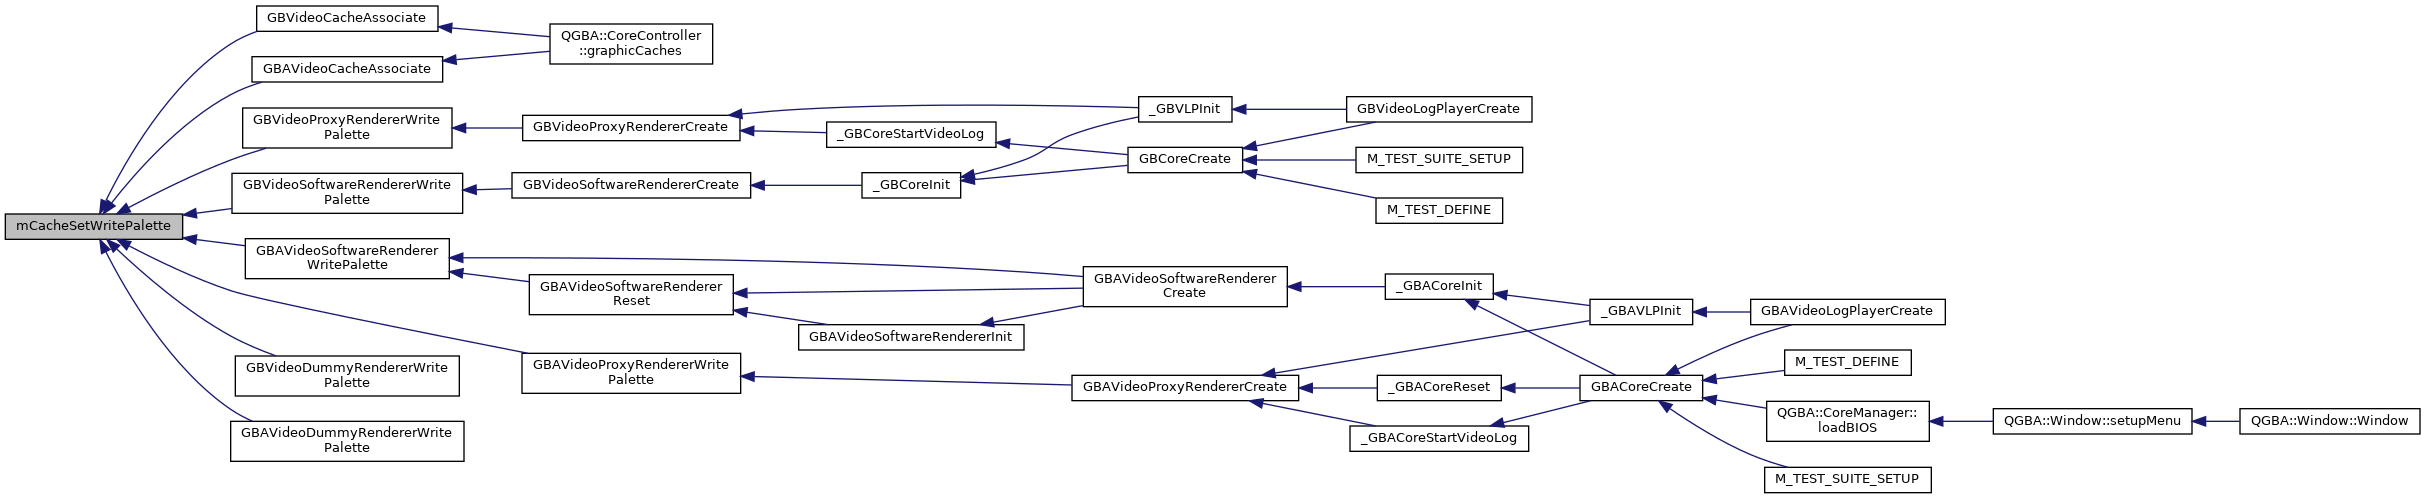 GBVideoCacheAssociate
QGBA::CoreController
::graphicCaches
GBAVideoCacheAssociate
GBVideoProxyRendererWrite
Palette
GBVideoProxyRendererCreate
_GBVLPInit
GBVideoLogPlayerCreate
_GBCoreStartVideoLog
GBCoreCreate
M_TEST_SUITE_SETUP
GBVideoSoftwareRendererWrite
Palette
GBVideoSoftwareRendererCreate
_GBCoreInit
M_TEST_DEFINE
mCacheSetWritePalette
GBAVideoSoftwareRenderer
WritePalette
GBAVideoSoftwareRenderer
Reset
GBAVideoSoftwareRenderer
Create
_GBACoreInit
_GBAVLPInit
GBAVideoLogPlayerCreate
GBAVideoSoftwareRendererInit
GBVideoDummyRendererWrite
Palette
GBAVideoProxyRendererWrite
Palette
GBAVideoProxyRendererCreate
_GBACoreReset
GBACoreCreate
M_TEST_DEFINE
QGBA::CoreManager::
loadBIOS
QGBA::Window::setupMenu
QGBA::Window::Window
GBAVideoDummyRendererWrite
Palette
_GBACoreStartVideoLog
M_TEST_SUITE_SETUP